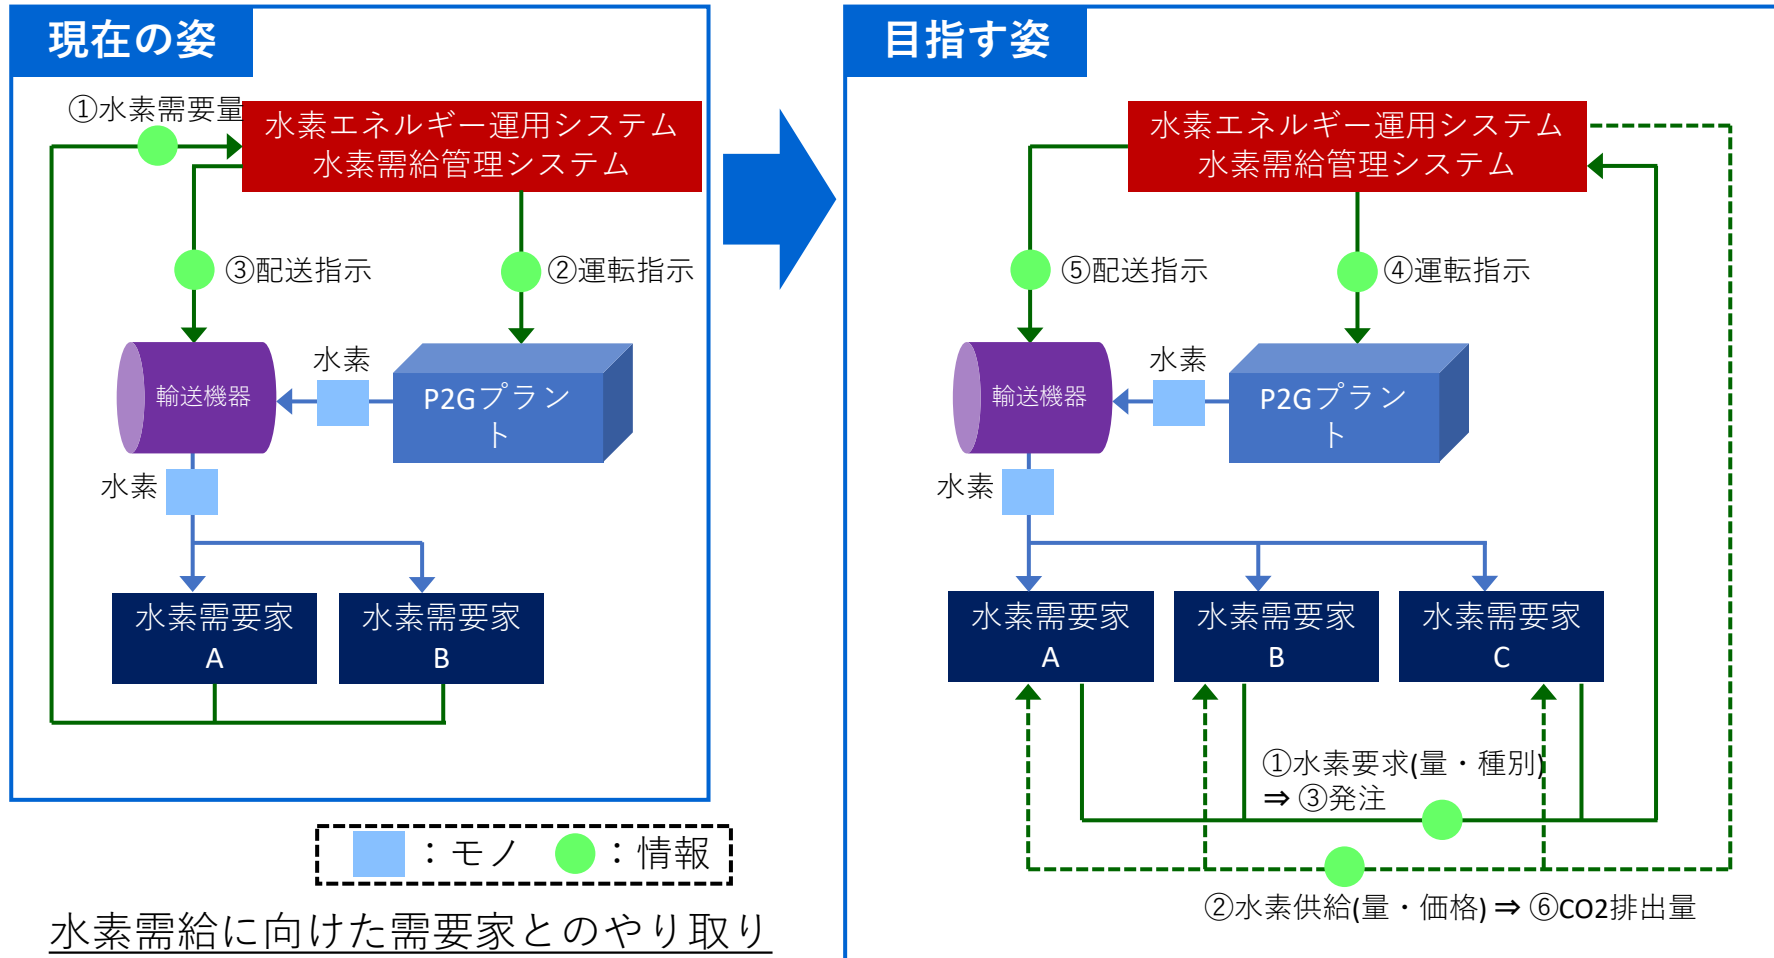 現在の姿
①水素需要量
水素エネルギー運用システム
水素需給管理システム
③配送指示
②運転指示
水素
輸送機器
P2Gプラン
ト
水素
水素需要家
A
水素需要家
B
：モノ
：情報
水素需給に向けた需要家とのやり取り
目指す姿
水素エネルギー運用システム
水素需給管理システム
⑤配送指示
④運転指示
水素
輸送機器
P2Gプラン
ト
水素
水素需要家
A
水素需要家
B
水素需要家
C
①水素要求(量・種別)
⇒ ③発注
②水素供給(量・価格) ⇒ ⑥CO2排出量